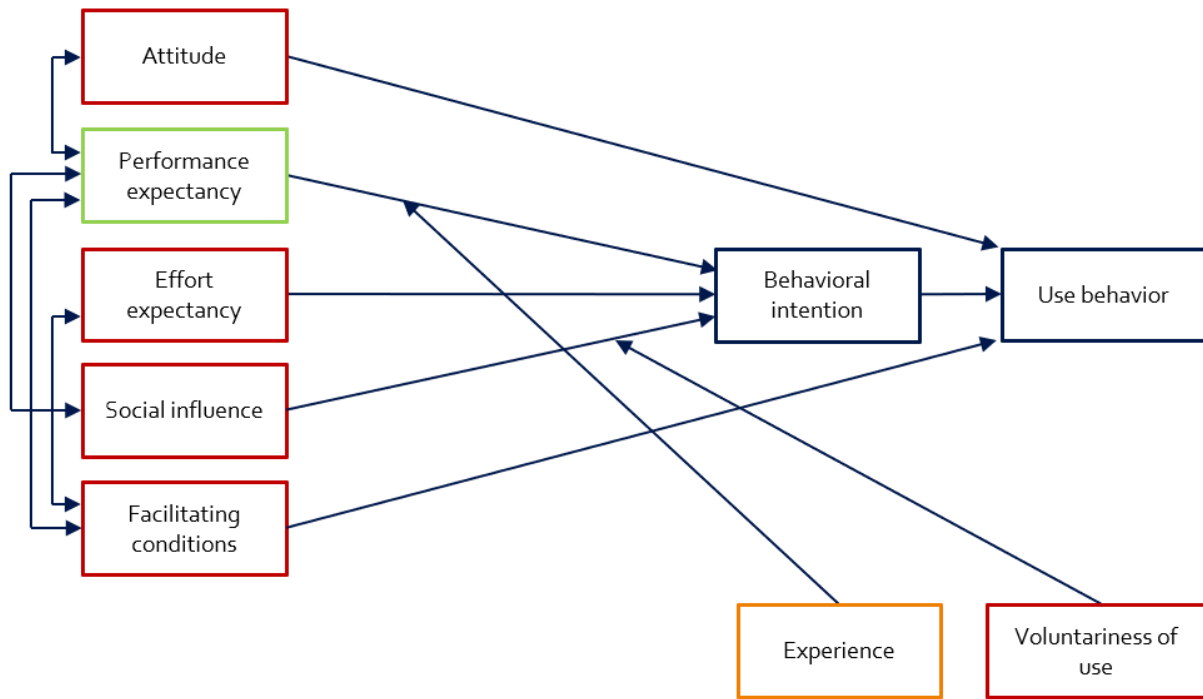 Attitude
Performance
expectancy
Effort
expectancy
Social influence
Facilitating
conditions
Behavioral
intention
Use behavior
Experience
Voluntariness of
use